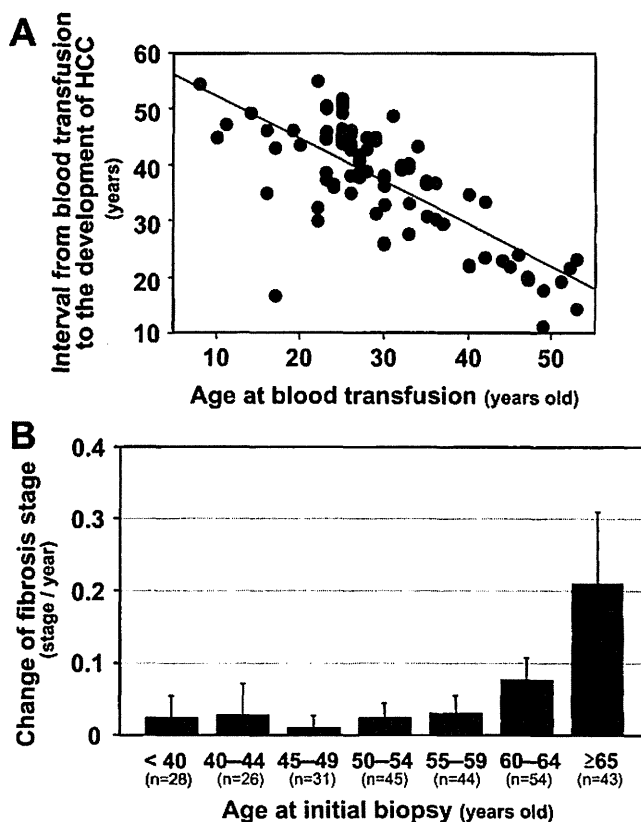 A
Interval from blood transfusion
to the development of HCC
(years)
60
50
40
30
20
10
10 20 30 40 50
Age at blood transfusion (years old)
B
Change of fibrosis stage
(stage / year)
0.4
0.3
0.2
0.1
0
< 40 40–44 45–49 50–54 55–59 60–64 ≥65
(n=28) (n=26) (n=31) (n=45) (n=44) (n=54) (n=43)
Age at initial biopsy (years old)